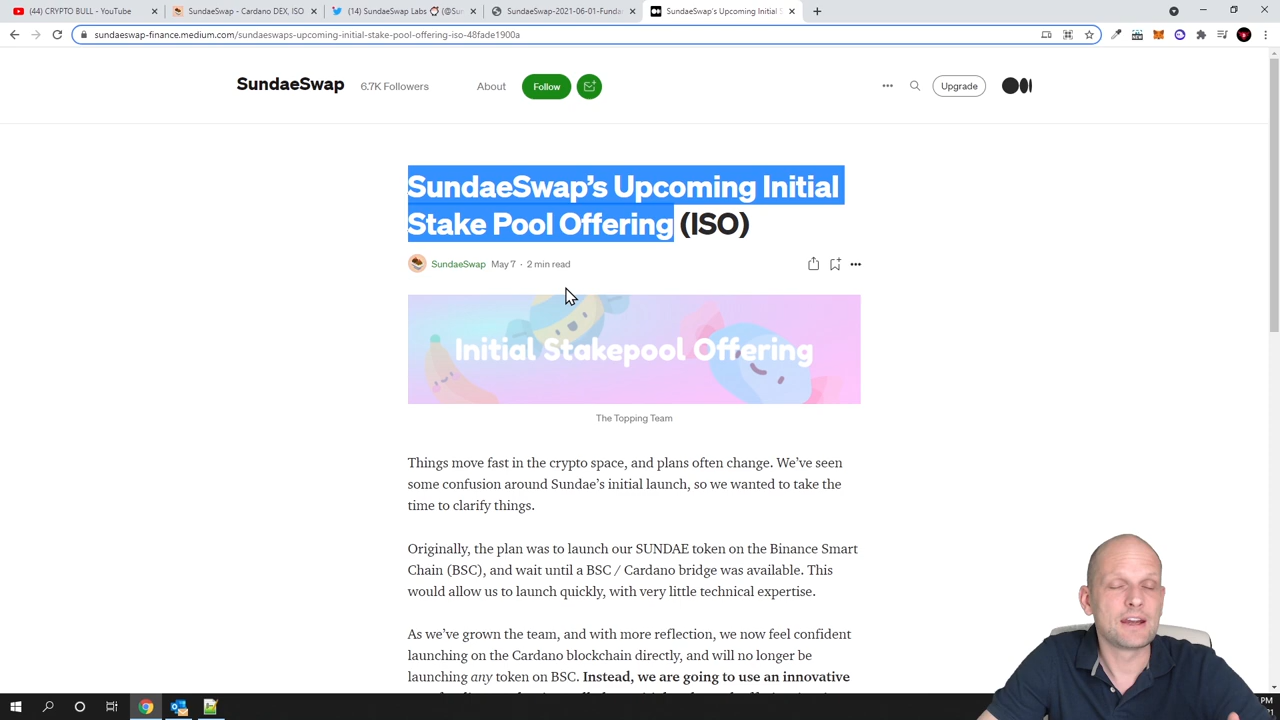 (44) CRYPTO BULL - YouTube
SundaeSwap - Cardano DEX, ISO
(14) SundaeSwap Labs (@Sun
SundaeSwap-2021-06-01-Funda
SundaeSwap's Upcoming Initial S
sundaeswap-finance.medium.com/sundaeswaps-upcoming-initial-stake-pool-offering-iso-48fade1900a
SundaeSwap 6.7K Followers About Follow Upgrade
SundaeSwap's Upcoming Initial
Stake Pool Offering (ISO)
SundaeSwap May 7 · 2 min read
Initial Stakepool Offering
The Topping Team
Things move fast in the crypto space, and plans often change. We've seen
some confusion around Sundae's initial launch, so we wanted to take the
time to clarify things.
Originally, the plan was to launch our SUNDAE token on the Binance Smart
Chain (BSC), and wait until a BSC / Cardano bridge was available. This
would allow us to launch quickly, with very little technical expertise.
As we've grown the team, and with more reflection, we now feel confident
launching on the Cardano blockchain directly, and will no longer be
launching any token on BSC. Instead, we are going to use an innovative